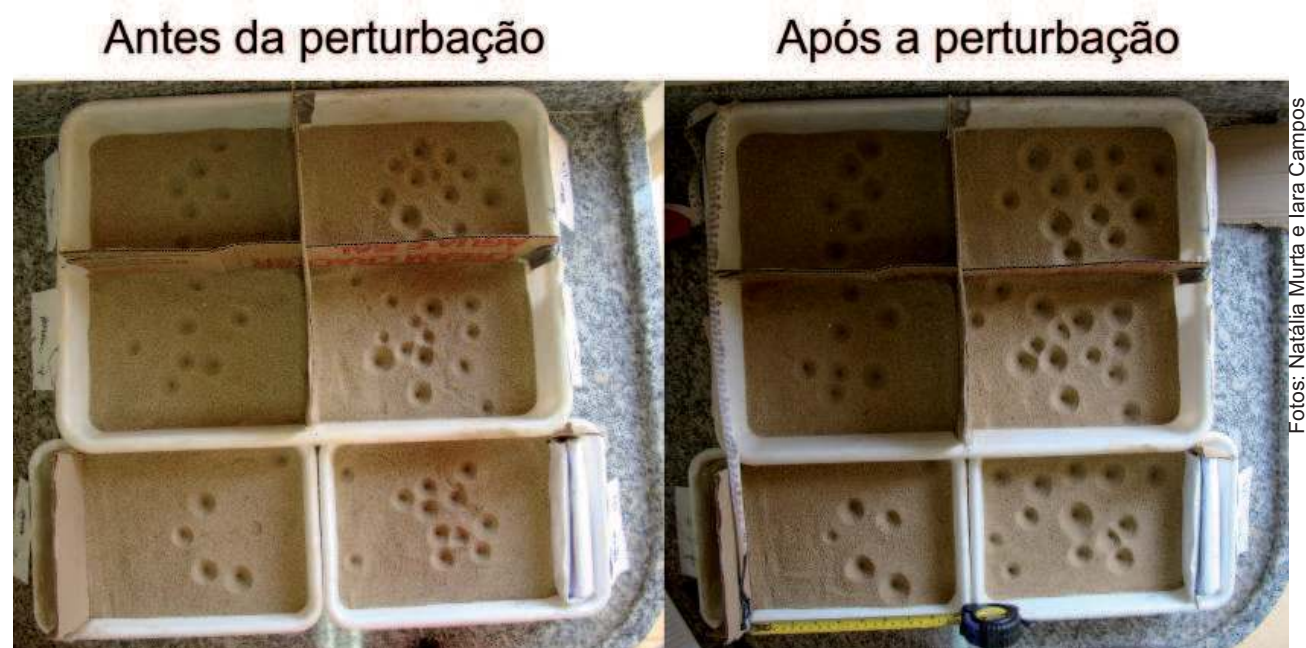 Antes da perturbação
Após a perturbação
Fotos: Natália Murta e Iara Campos